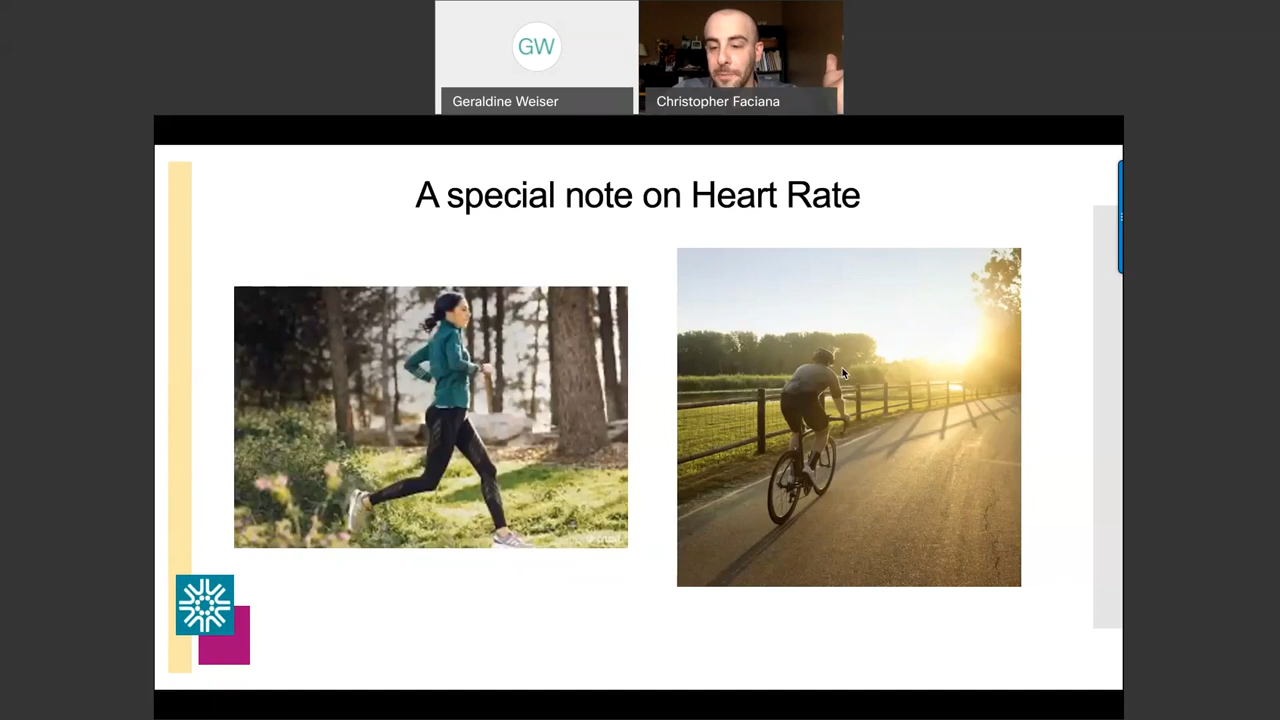 GW
Geraldine Weiser
Christopher Faciana
A special note on Heart Rate